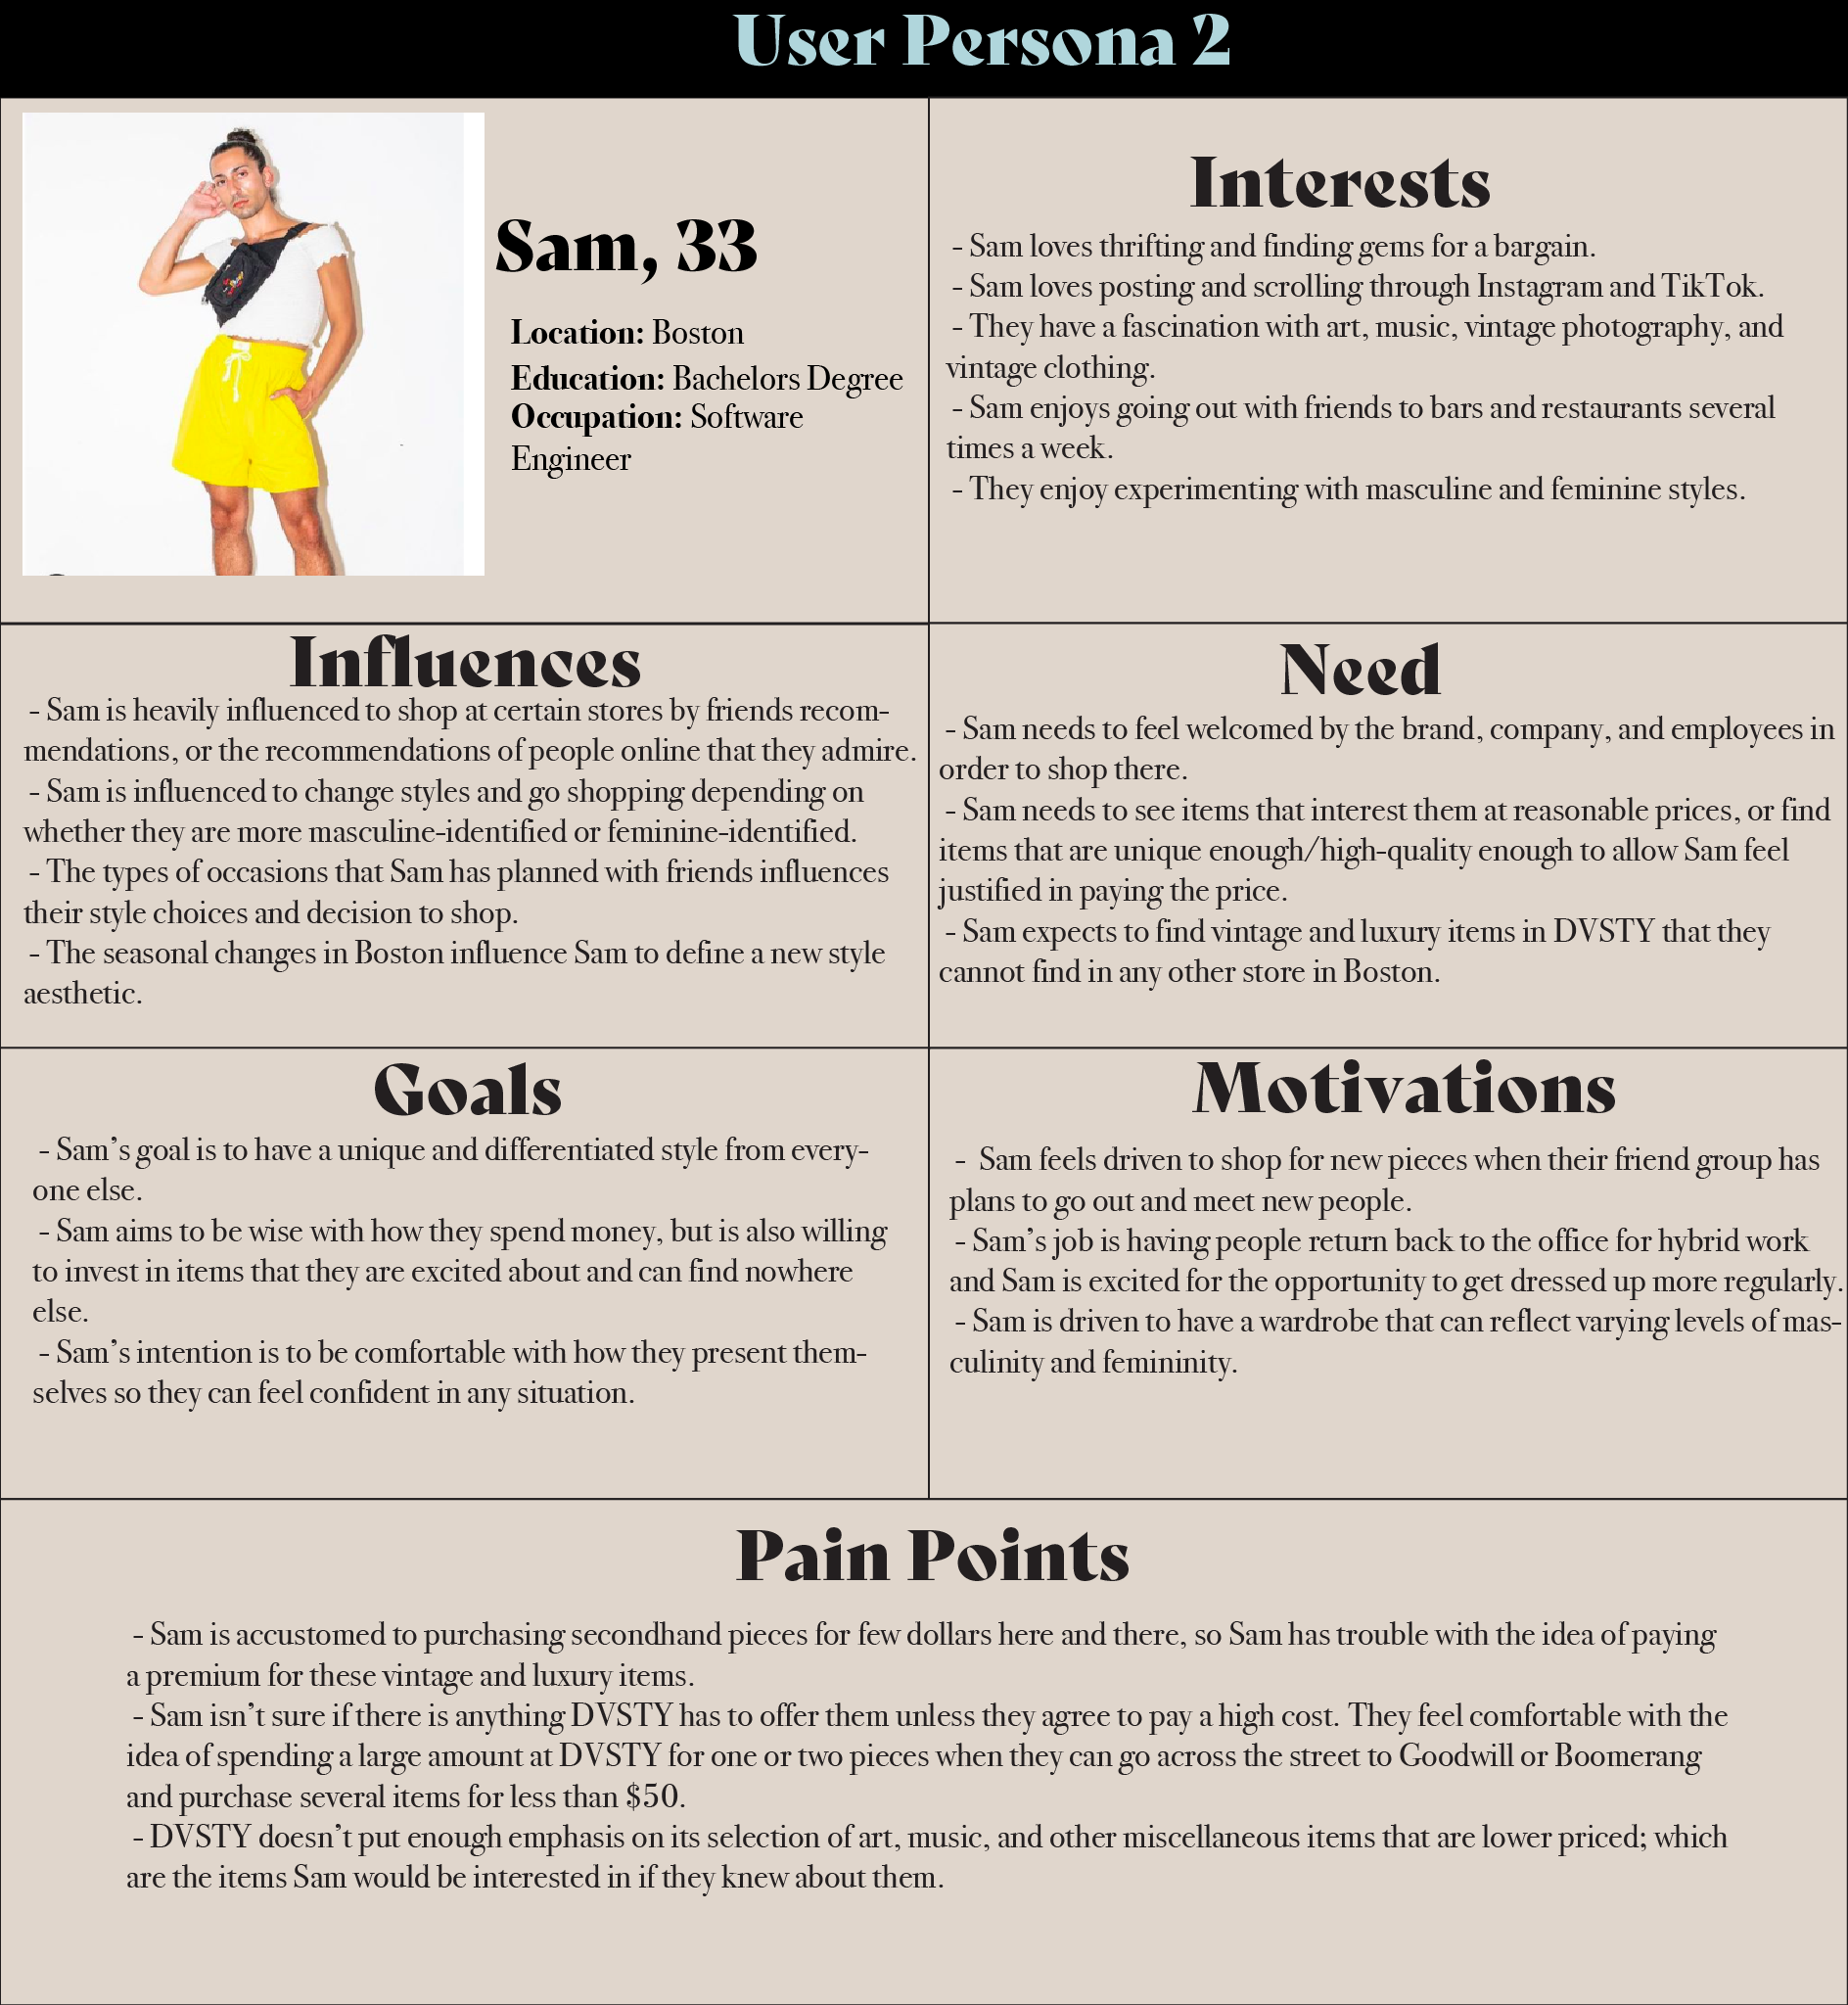 User Persona 2
Sam, 33
Location: Boston
Education: Bachelors Degree
Occupation: Software
Engineer
Interests
- Sam loves thrifting and finding gems for a bargain.
- Sam loves posting and scrolling through Instagram and TikTok.
- They have a fascination with art, music, vintage photography, and
vintage clothing.
- Sam enjoys going out with friends to bars and restaurants several
times a week.
- They enjoy experimenting with masculine and feminine styles.
Influences
- Sam is heavily influenced to shop at certain stores by friends recom-
mendations, or the recommendations of people online that they admire.
- Sam is influenced to change styles and go shopping depending on
whether they are more masculine-identified or feminine-identified.
- The types of occasions that Sam has planned with friends influences
their style choices and decision to shop.
- The seasonal changes in Boston influence Sam to define a new style
aesthetic.
Need
- Sam needs to feel welcomed by the brand, company, and employees in
order to shop there.
- Sam needs to see items that interest them at reasonable prices, or find
items that are unique enough/high-quality enough to allow Sam feel
justified in paying the price.
- Sam expects to find vintage and luxury items in DVSTY that they
cannot find in any other store in Boston.
Goals
- Sam's goal is to have a unique and differentiated style from every-
one else.
- Sam aims to be wise with how they spend money, but is also willing
to invest in items that they are excited about and can find nowhere
else.
- Sam's intention is to be comfortable with how they present them-
selves so they can feel confident in any situation.
Motivations
- Sam feels driven to shop for new pieces when their friend group has
plans to go out and meet new people.
- Sam's job is having people return back to the office for hybrid work
and Sam is excited for the opportunity to get dressed up more regularly.
- Sam is driven to have a wardrobe that can reflect varying levels of mas-
culinity and femininity.
Pain Points
- Sam is accustomed to purchasing secondhand pieces for few dollars here and there, so Sam has trouble with the idea of paying
a premium for these vintage and luxury items.
- Sam isn't sure if there is anything DVSTY has to offer them unless they agree to pay a high cost. They feel comfortable with the
idea of spending a large amount at DVSTY for one or two pieces when they can go across the street to Goodwill or Boomerang
and purchase several items for less than $50.
- DVSTY doesn't put enough emphasis on its selection of art, music, and other miscellaneous items that are lower priced; which
are the items Sam would be interested in if they knew about them.